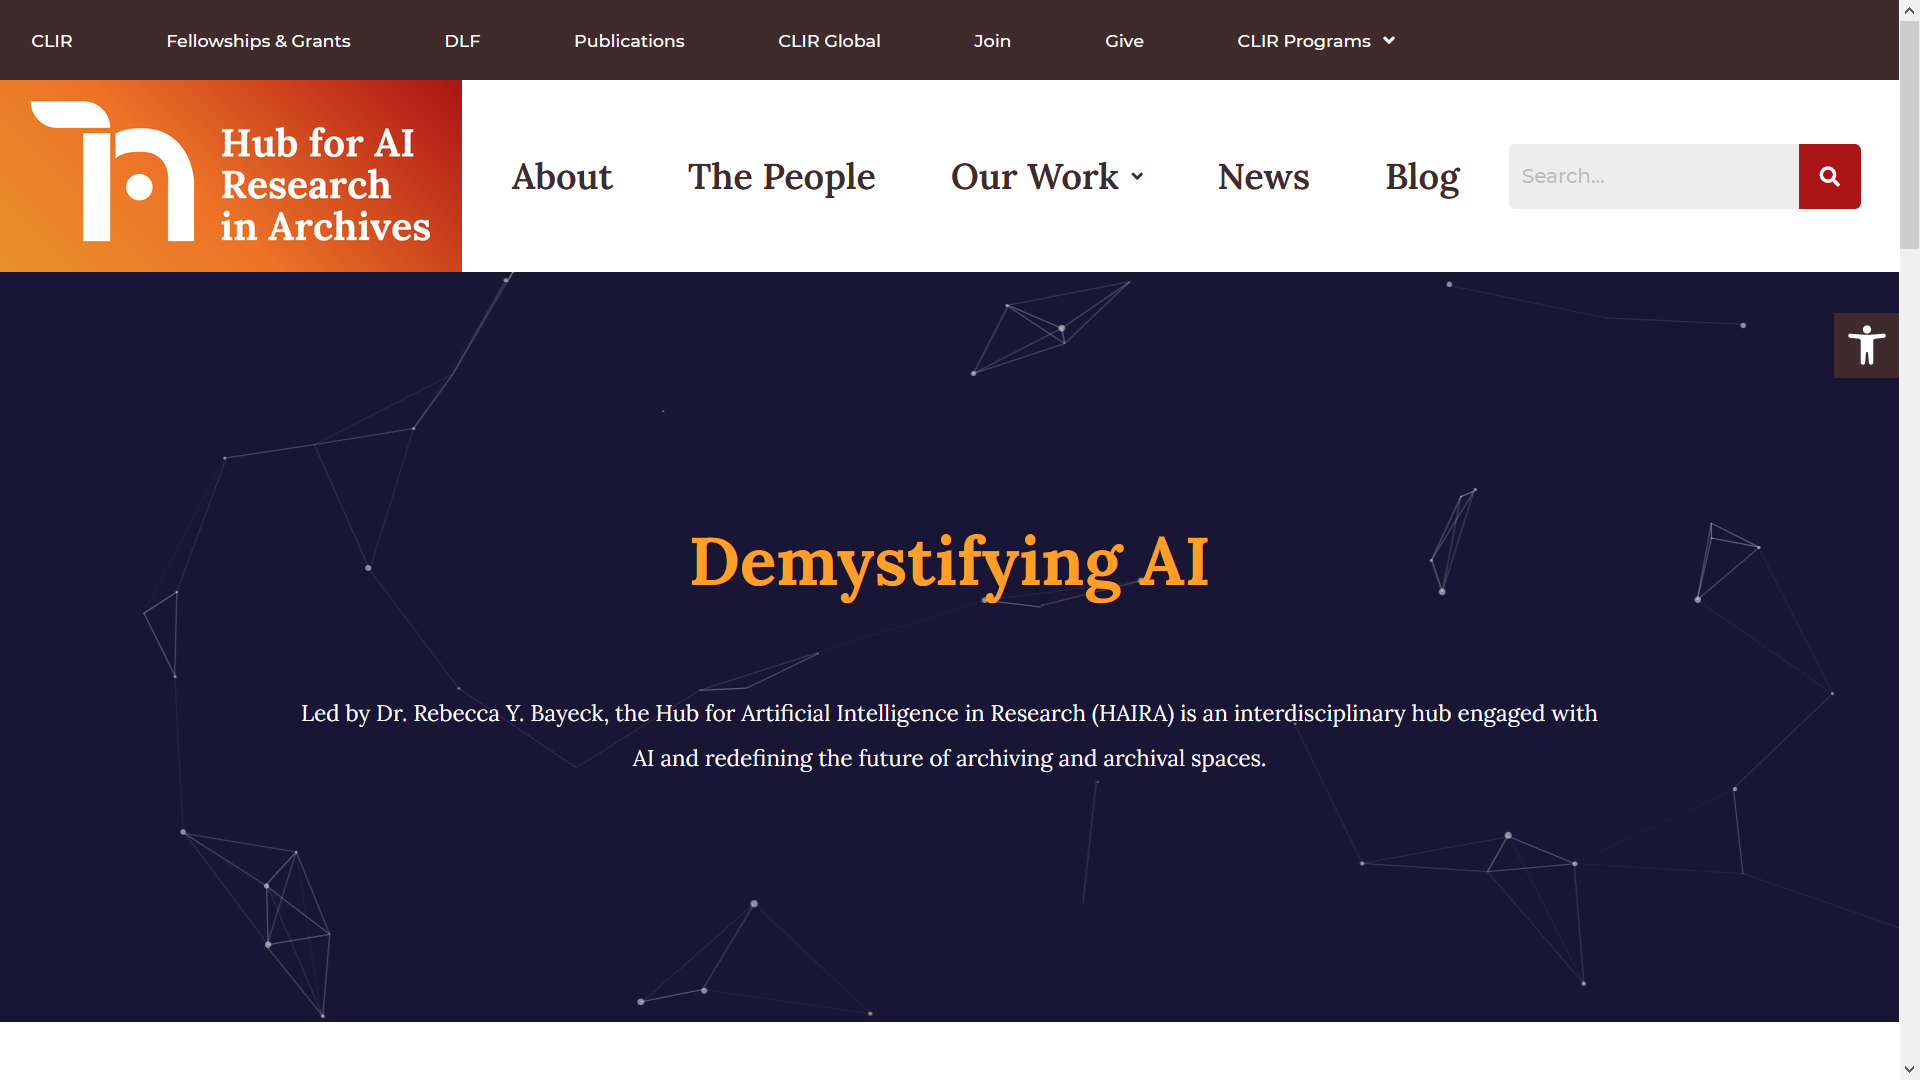 CLIR Fellowships & Grants DLF Publications CLIR Global Join Give CLIR Programs
Hub for AI
Research
in Archives
About The People Our Work News Blog Search...
Demystifying AI
Led by Dr. Rebecca Y. Bayeck, the Hub for Artificial Intelligence in Research (HAIRA) is an interdisciplinary hub engaged with
AI and redefining the future of archiving and archival spaces.